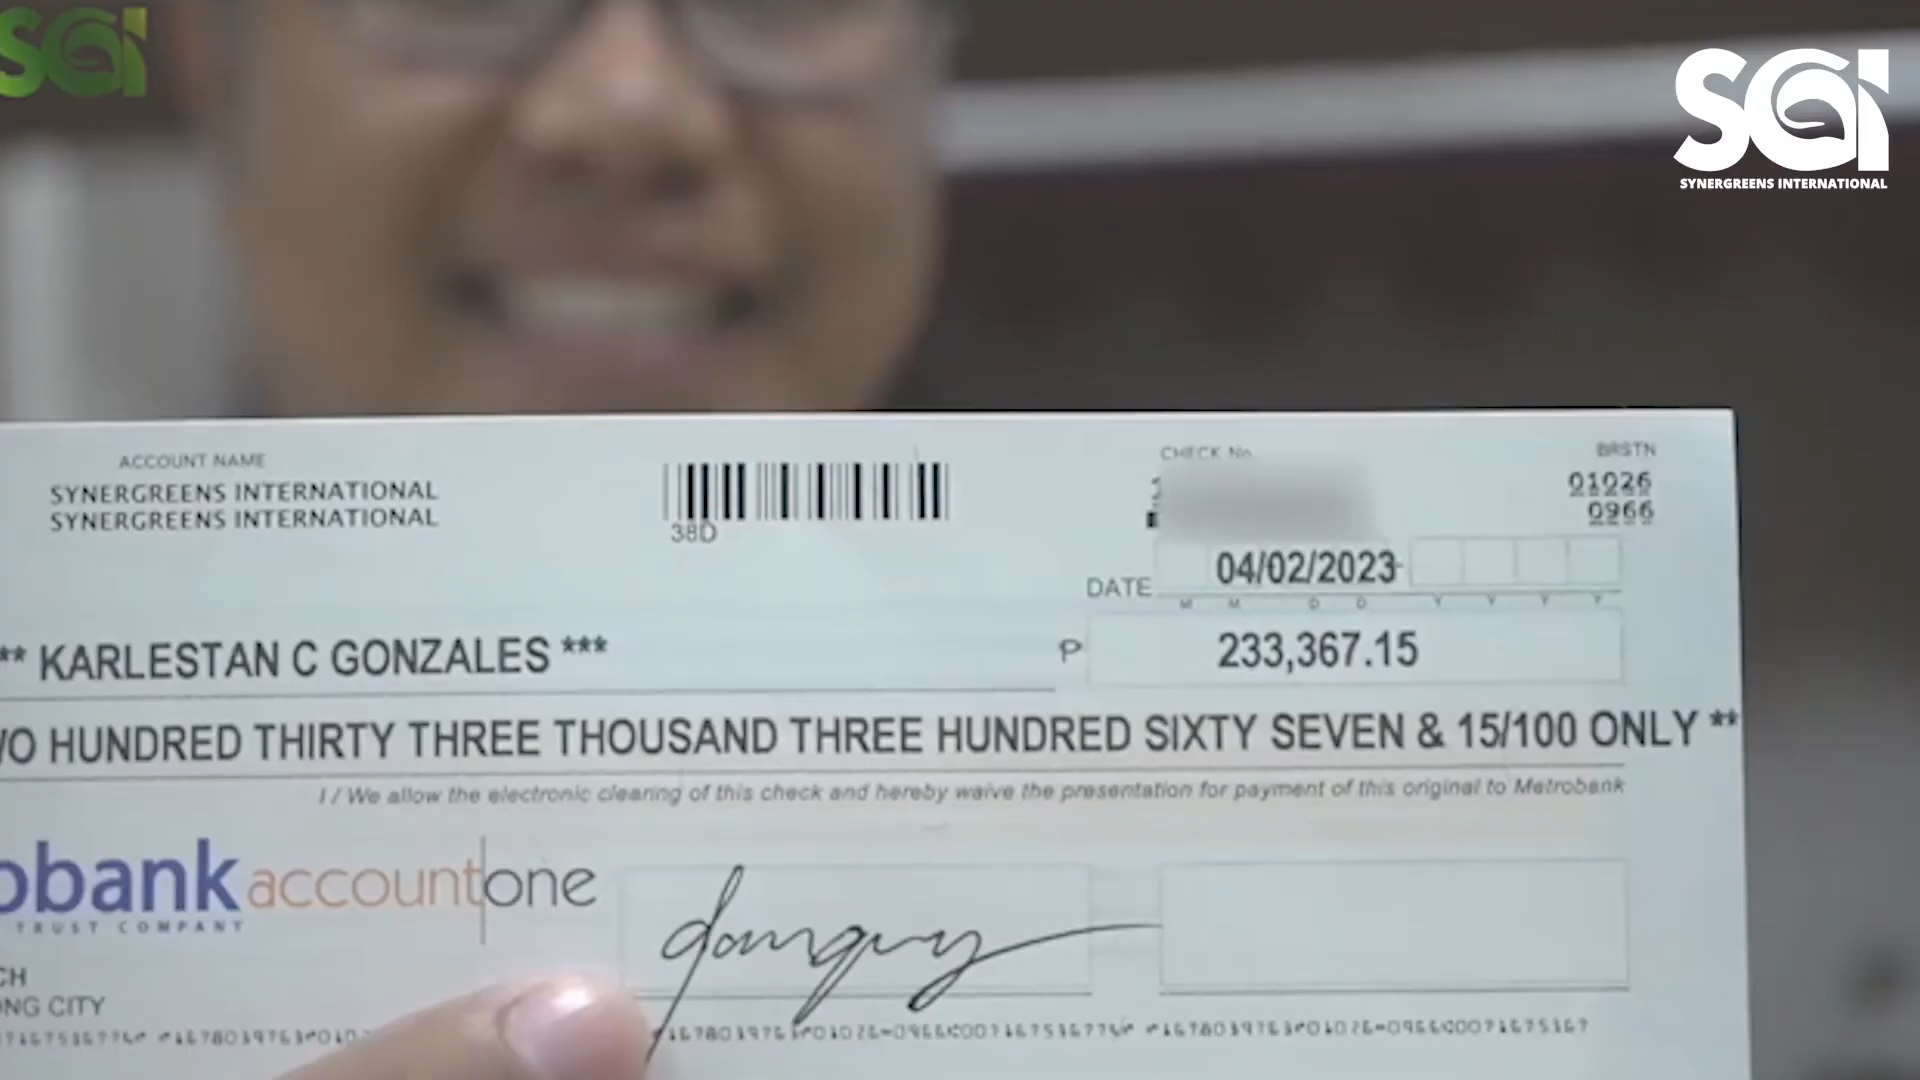 SGI
SGI
SYNERGREENS INTERNATIONAL
ACCOUNT NAME
SYNERGREENS INTERNATIONAL
SYNERGREENS INTERNATIONAL
38D
CHECK No.
BRSTN
01026
0966
DATE
04/02/2023
M M D D Y Y Y Y
** KARLESTAN C GONZALES ***
P 233,367.15
WO HUNDRED THIRTY THREE THOUSAND THREE HUNDRED SIXTY SEVEN & 15/100 ONLY **
I / We allow the electronic clearing of this check and hereby waive the presentation for payment of this original to Metrobank
obank accountone
TRUST COMPANY
CH
ONG CITY